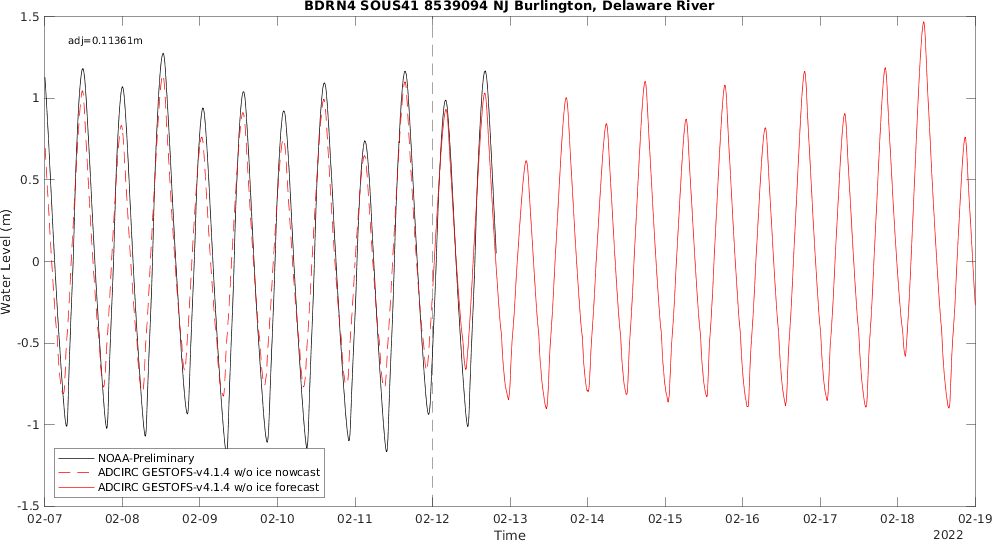 BDRN4 SOUS41 8539094 NJ Burlington, Delaware River
adj=0.11361m
1.5
1
0.5
0
-0.5
-1
-1.5
Water Level (m)
NOAA-Preliminary
ADCIRC GESTOFS-v4.1.4 w/o ice nowcast
ADCIRC GESTOFS-v4.1.4 w/o ice forecast
02-07 02-08 02-09 02-10 02-11 02-12 02-13 02-14 02-15 02-16 02-17 02-18 02-19
Time
2022